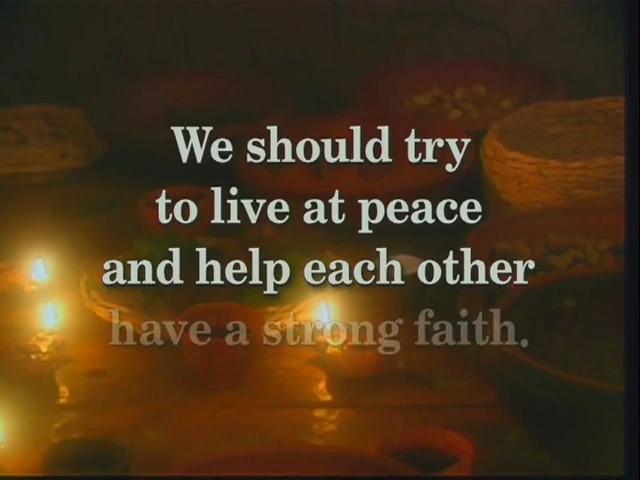 We should try
to live at peace
and help each other
have a strong faith.